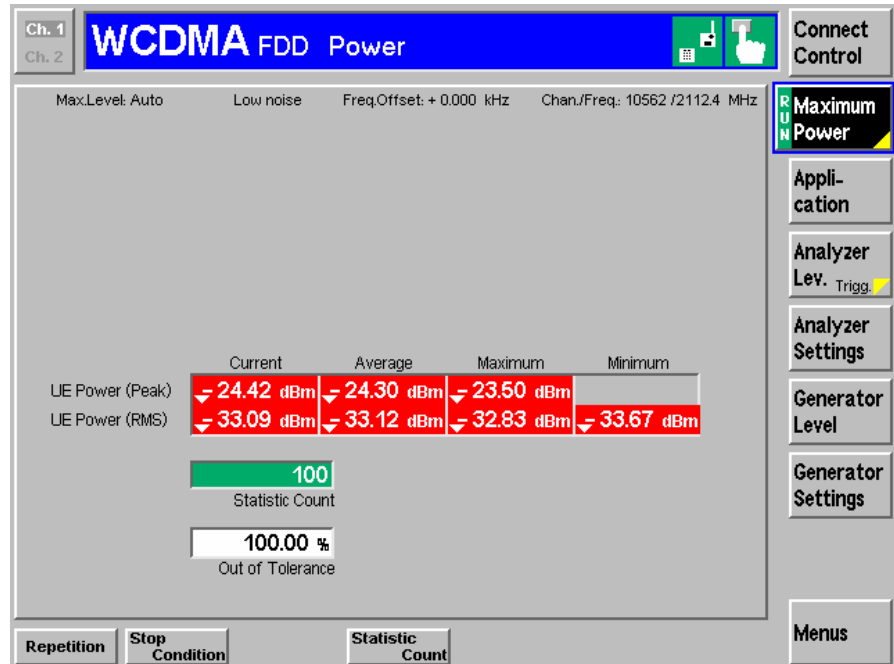 Ch. 1
Ch. 2
WCDMA FDD Power
Connect
Control
Max.Level: Auto Low noise Freq.Offset: + 0.000 kHz Chan./Freq.: 10562 /2112.4 MHz
RUN
Maximum
Power
Appli-
cation
Analyzer
Lev. Trigg.
Analyzer
Settings
Generator
Level
Generator
Settings
Current Average Maximum Minimum
UE Power (Peak) - 24.42 dBm - 24.30 dBm - 23.50 dBm
UE Power (RMS) - 33.09 dBm - 33.12 dBm - 32.83 dBm - 33.67 dBm
100
Statistic Count
100.00 %
Out of Tolerance
Repetition
Stop
Condition
Statistic
Count
Menus